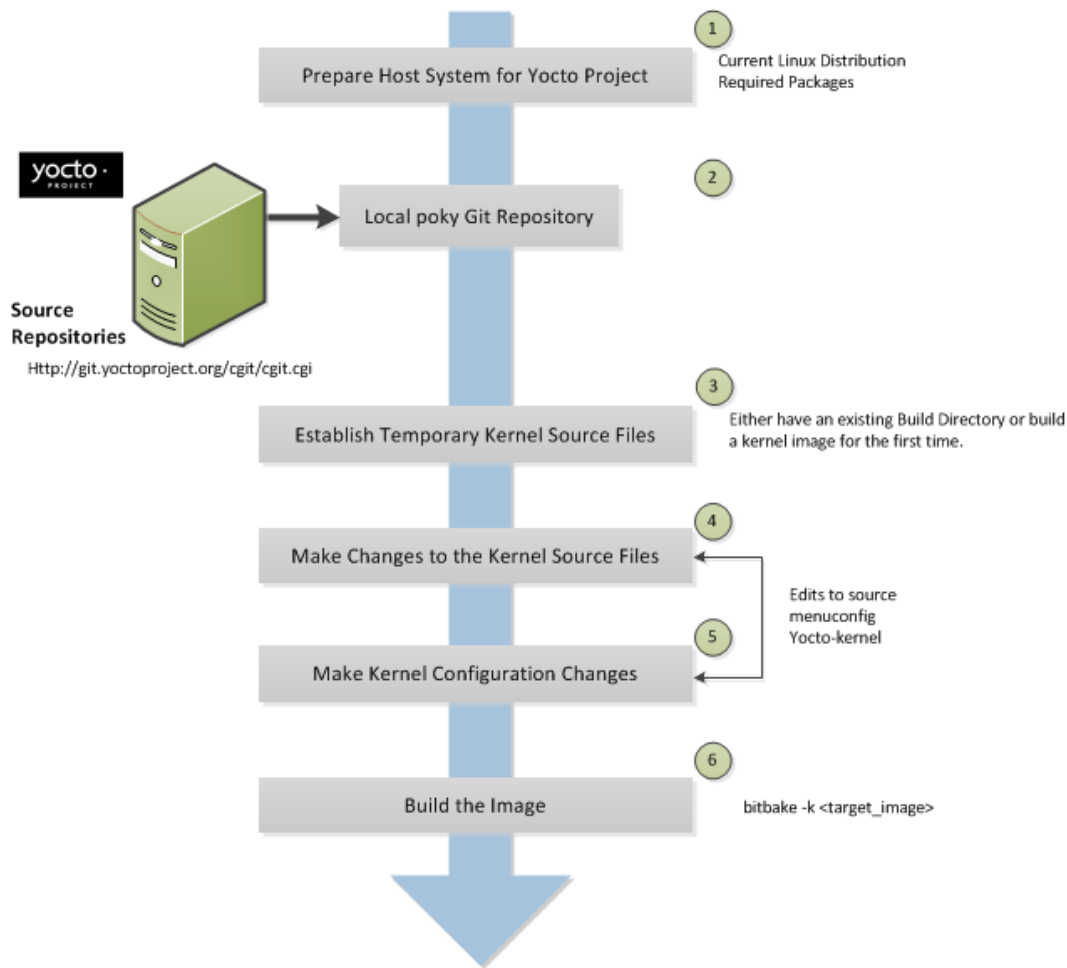 1
Prepare Host System for Yocto Project
Current Linux Distribution
Required Packages
yocto ·
PROJECT
2
Local poky Git Repository
Source
Repositories
Http://git.yoctoproject.org/cgit/cgit.cgi
3
Establish Temporary Kernel Source Files
Either have an existing Build Directory or build
a kernel image for the first time.
4
Make Changes to the Kernel Source Files
Edits to source
menuconfig
Yocto-kernel
5
Make Kernel Configuration Changes
6
Build the Image
bitbake -k <target_image>